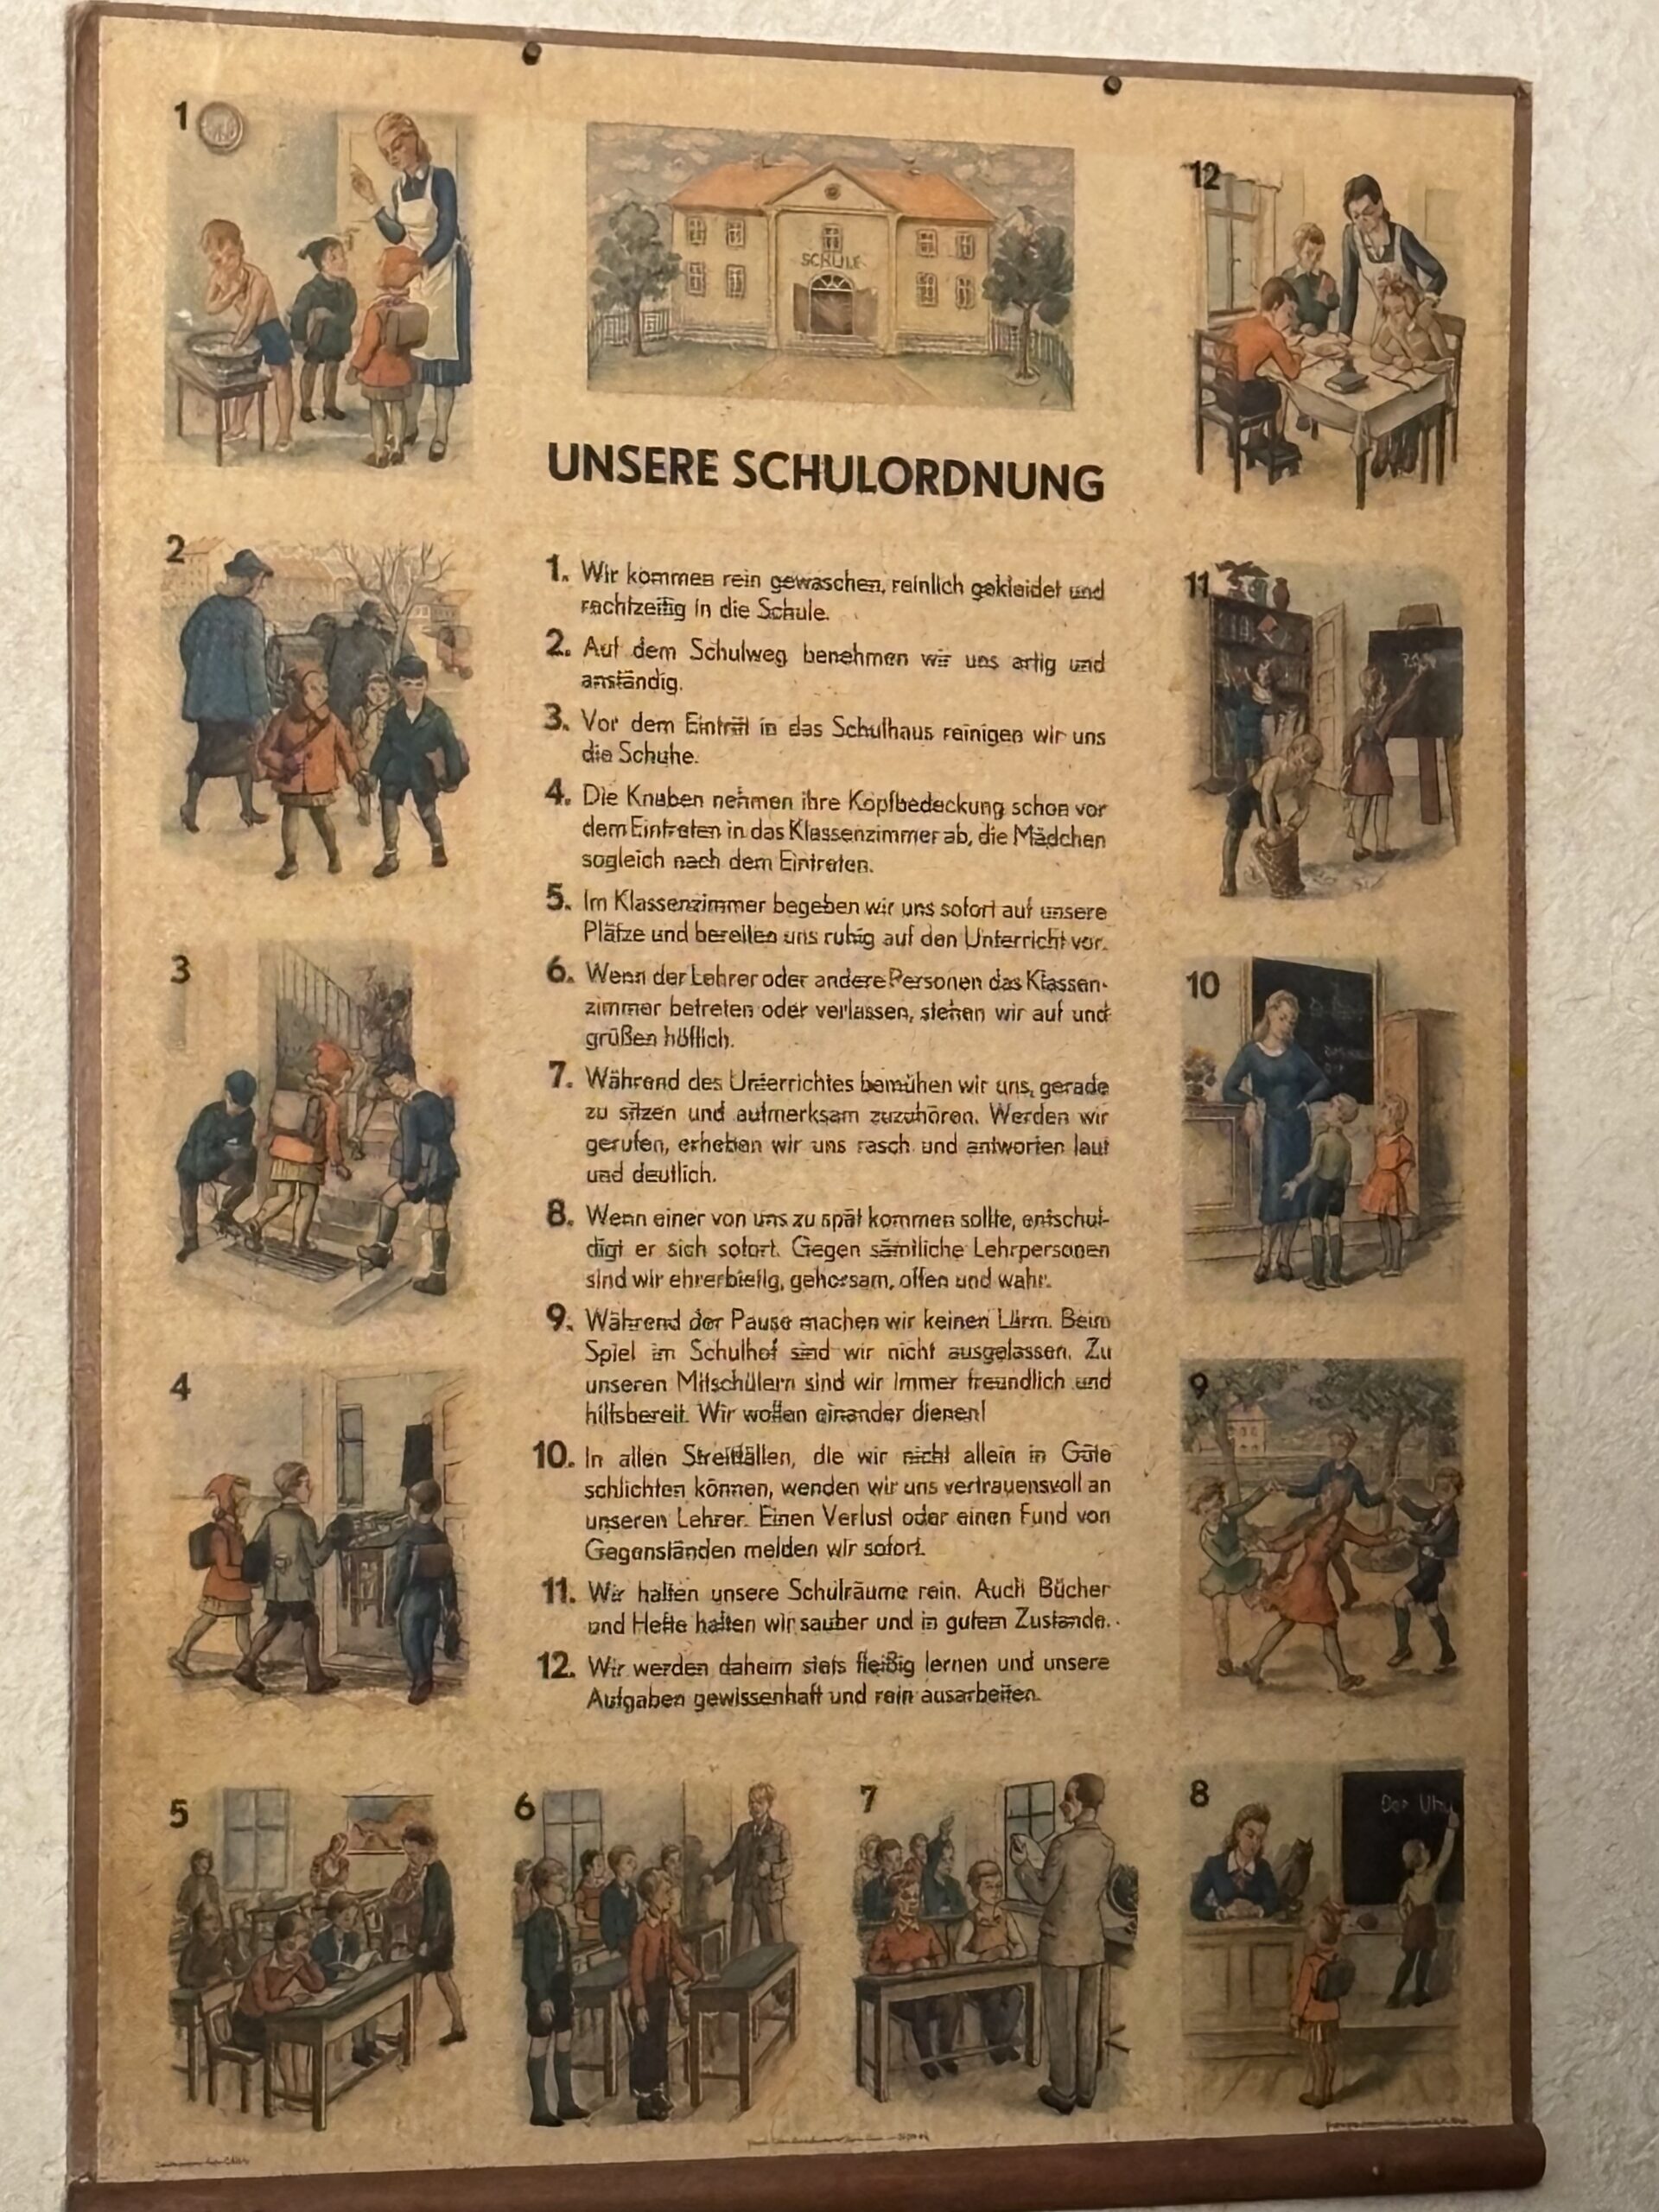 1
12
SCHULE
UNSERE SCHULORDNUNG
2
11
1. Wir kommen rein gewaschen, reinlich gekleidet und
rechtzeitig in die Schule.
2. Auf dem Schulweg benehmen wir uns artig und
anständig.
3. Vor dem Eintritt in das Schulhaus reinigen wir uns
die Schuhe.
4. Die Knaben nehmen ihre Kopfbedeckung schon vor
dem Eintreten in das Klassenzimmer ab, die Mädchen
sogleich nach dem Eintreten.
5. Im Klassenzimmer begeben wir uns sofort auf unsere
Plätze und bereiten uns ruhig auf den Unterricht vor.
6. Wenn der Lehrer oder andere Personen das Klassen-
zimmer betreten oder verlassen, stehen wir auf und
grüßen höflich.
7. Während des Unterrichtes bemühen wir uns, gerade
zu sitzen und aufmerksam zuzuhören. Werden wir
gerufen, erheben wir uns rasch und antworten laut
und deutlich.
8. Wenn einer von uns zu spät kommen sollte, entschul-
digt er sich sofort. Gegen sämtliche Lehrpersonen
sind wir ehrerbietig, gehorsam, offen und wahr.
9. Während der Pause machen wir keinen Lärm. Beim
Spiel im Schulhof sind wir nicht ausgelassen. Zu
unseren Mitschülern sind wir immer freundlich und
hilfsbereit. Wir wollen einander dienen!
10. In allen Streitfällen, die wir nicht allein in Güte
schlichten können, wenden wir uns vertrauensvoll an
unseren Lehrer. Einen Verlust oder einen Fund von
Gegenständen melden wir sofort.
11. Wir halten unsere Schulräume rein. Auch Bücher
und Hefte halten wir sauber und in gutem Zustande.
12. Wir werden daheim stets fleißig lernen und unsere
Aufgaben gewissenhaft und rein ausarbeiten.
3
10
4
9
5
6
7
8
Der Uhu